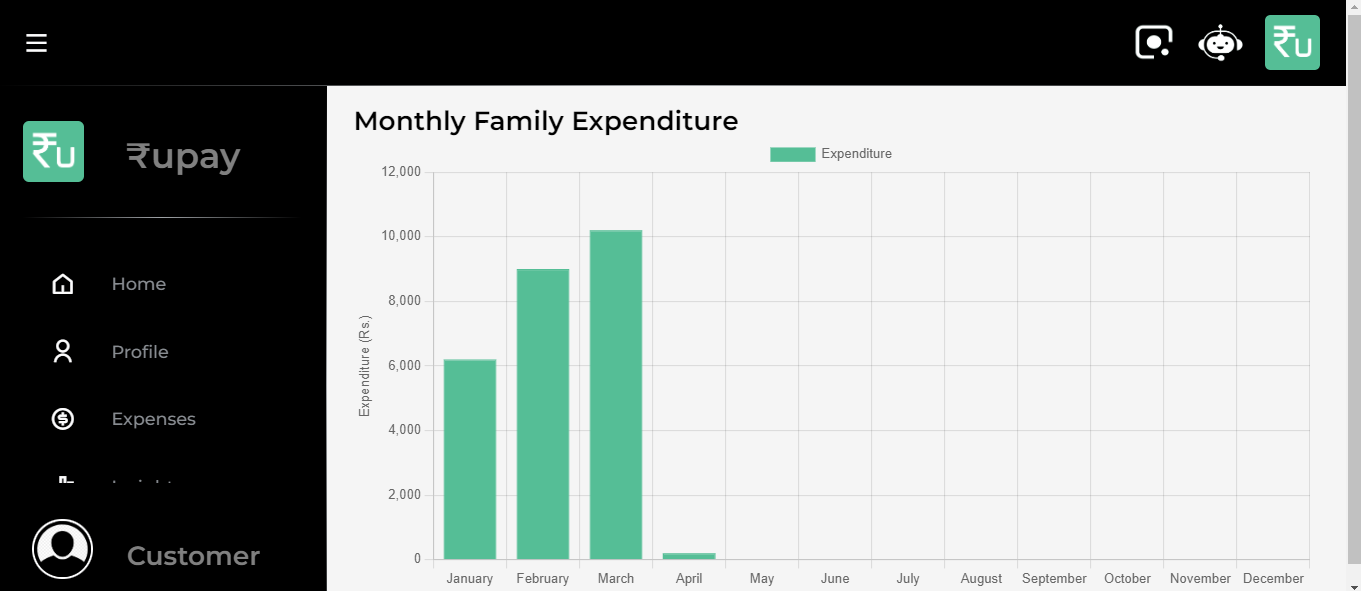 ₹u
₹u
₹upay
Home
Profile
Expenses
Customer
Monthly Family Expenditure
Expenditure
Expenditure (Rs.)
12,000
10,000
8,000
6,000
4,000
2,000
0
January February March April May June July August September October November December